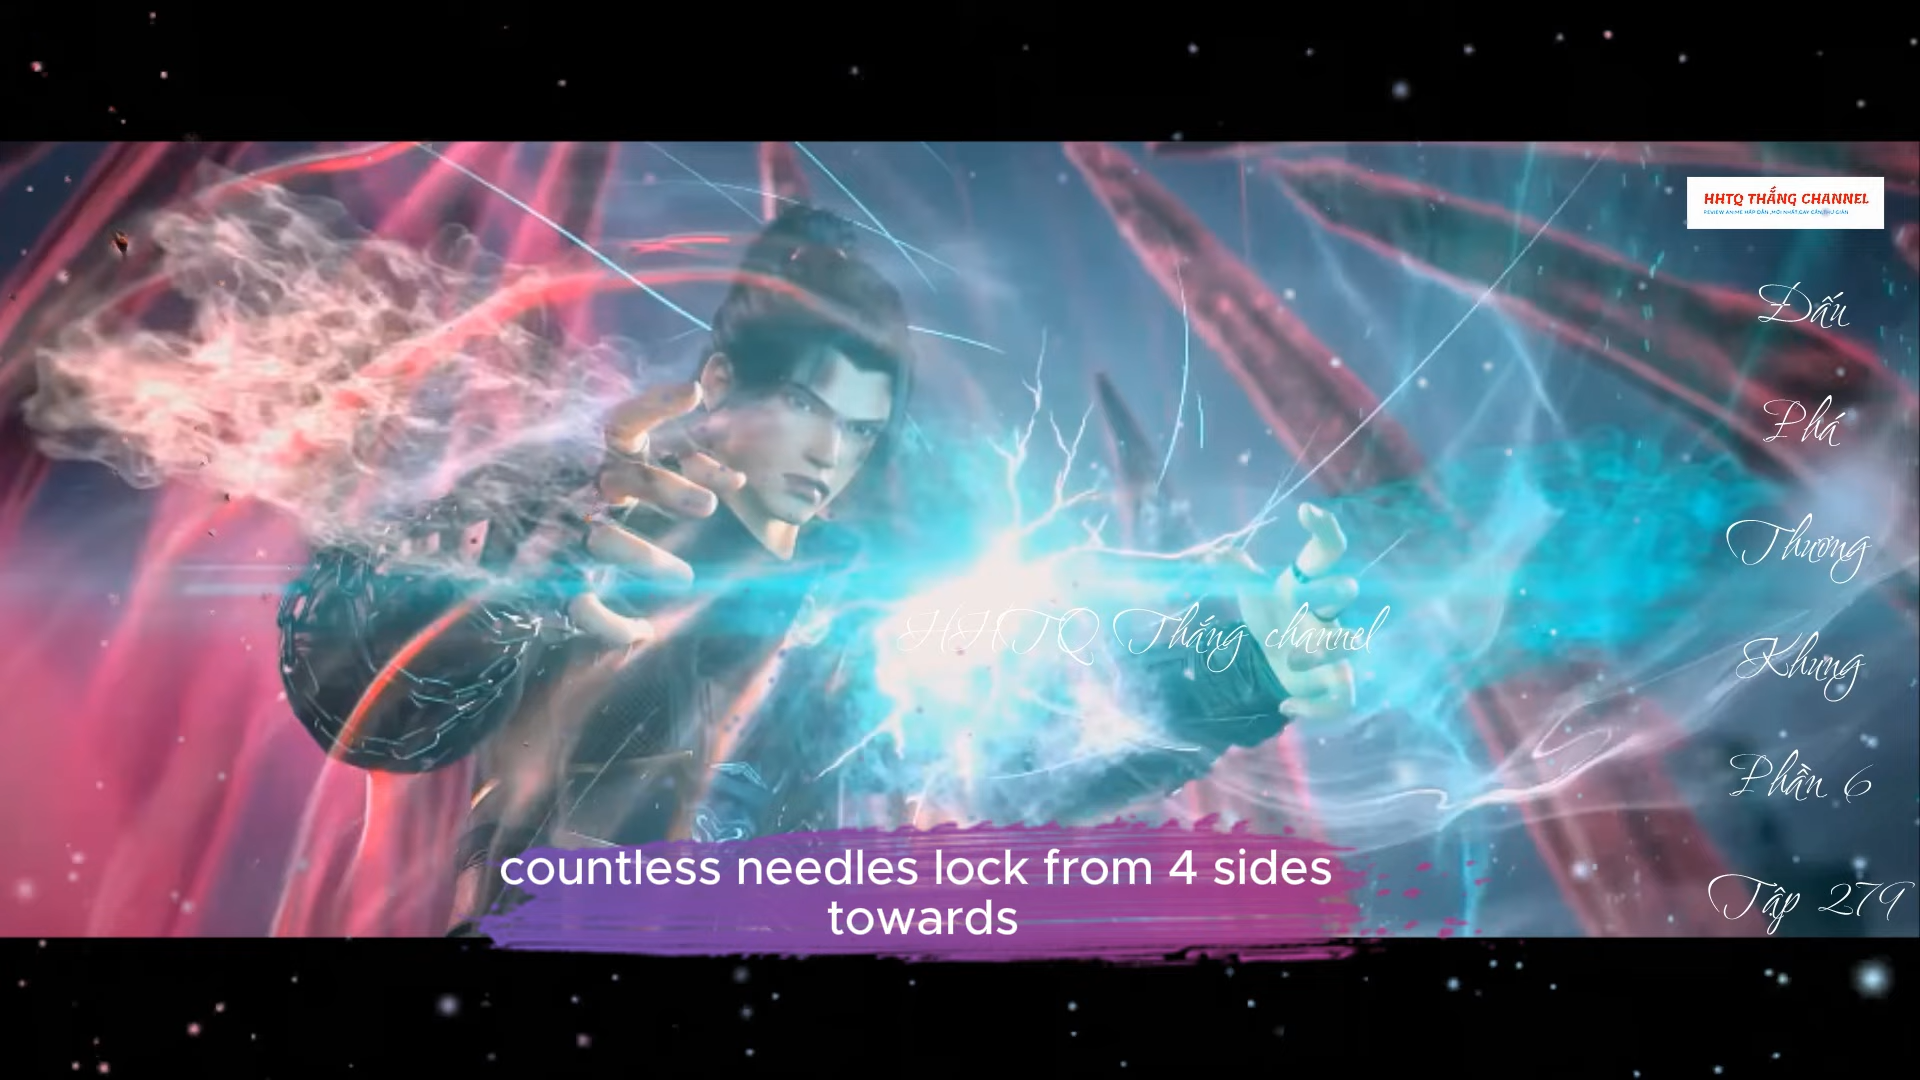 HHTQ THẮNG CHANNEL
Đấu
Phá
Thương
HHTQ Thắng channel
Khung
Phần 6
countless needles lock from 4 sides
towards
Tập 279